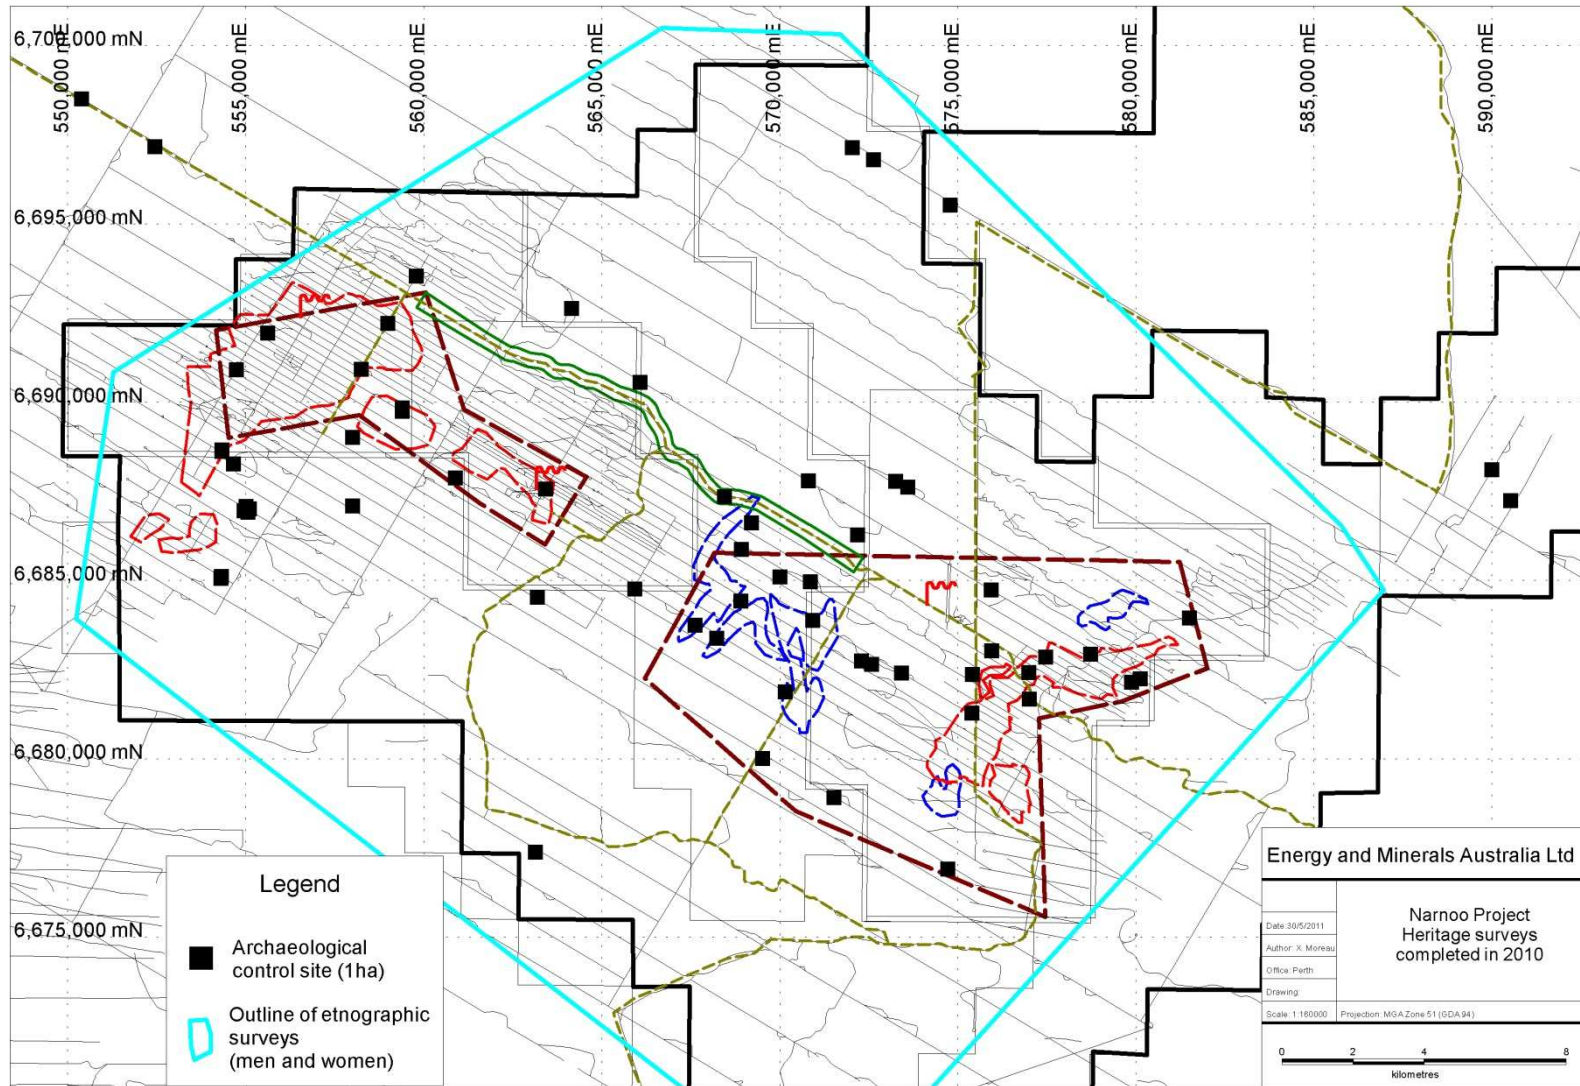 550,000 mE
555,000 mE
560,000 mE
565,000 mE
570,000 mE
575,000 mE
580,000 mE
585,000 mE
590,000 mE
6,700,000 mN
6,695,000 mN
6,690,000 mN
6,685,000 mN
6,680,000 mN
6,675,000 mN
Legend
Archaeological
control site (1ha)
Outline of etnographic
surveys
(men and women)
Energy and Minerals Australia Ltd
Narnoo Project
Heritage surveys
completed in 2010
Date:30/5/2011
Author: X. Moreau
Office: Perth
Drawing:
Scale: 1:160000
Projection: MGA Zone 51 (GDA 94)
0 2 4 6 8
kilometres